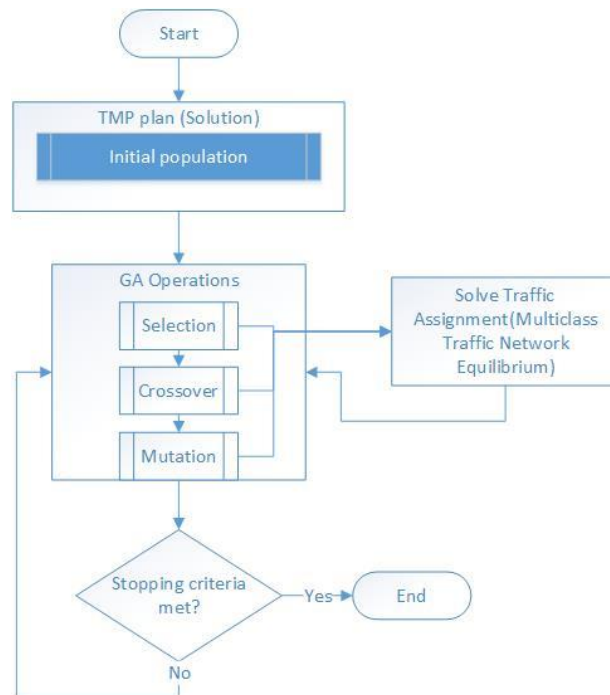 Start
TMP plan (Solution)
Initial population
GA Operations
Selection
Crossover
Mutation
Solve Traffic
Assignment(Multiclass
Traffic Network
Equilibrium)
Stopping criteria
met?
Yes
End
No